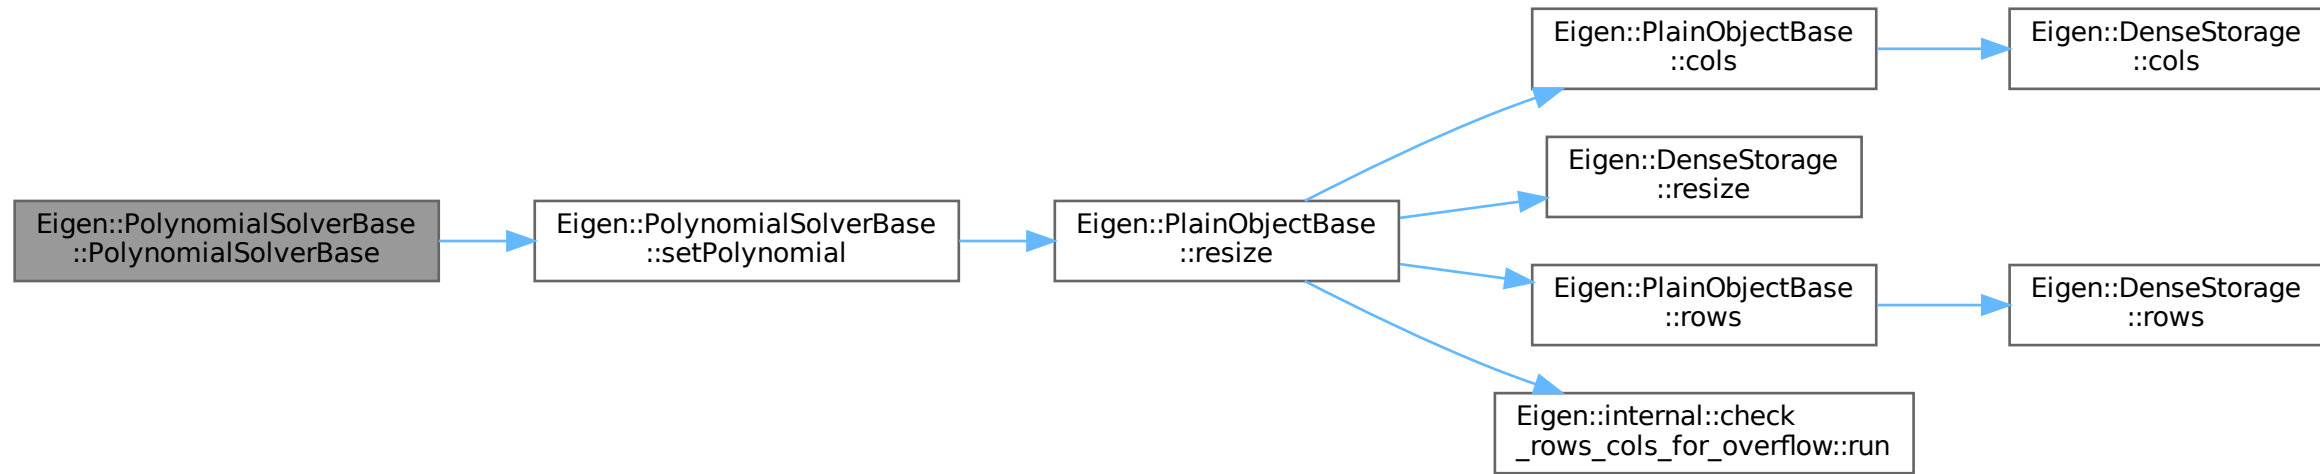 Eigen::PolynomialSolverBase
::PolynomialSolverBase
Eigen::PolynomialSolverBase
::setPolynomial
Eigen::PlainObjectBase
::resize
Eigen::PlainObjectBase
::cols
Eigen::DenseStorage
::cols
Eigen::DenseStorage
::resize
Eigen::PlainObjectBase
::rows
Eigen::DenseStorage
::rows
Eigen::internal::check
_rows_cols_for_overflow::run